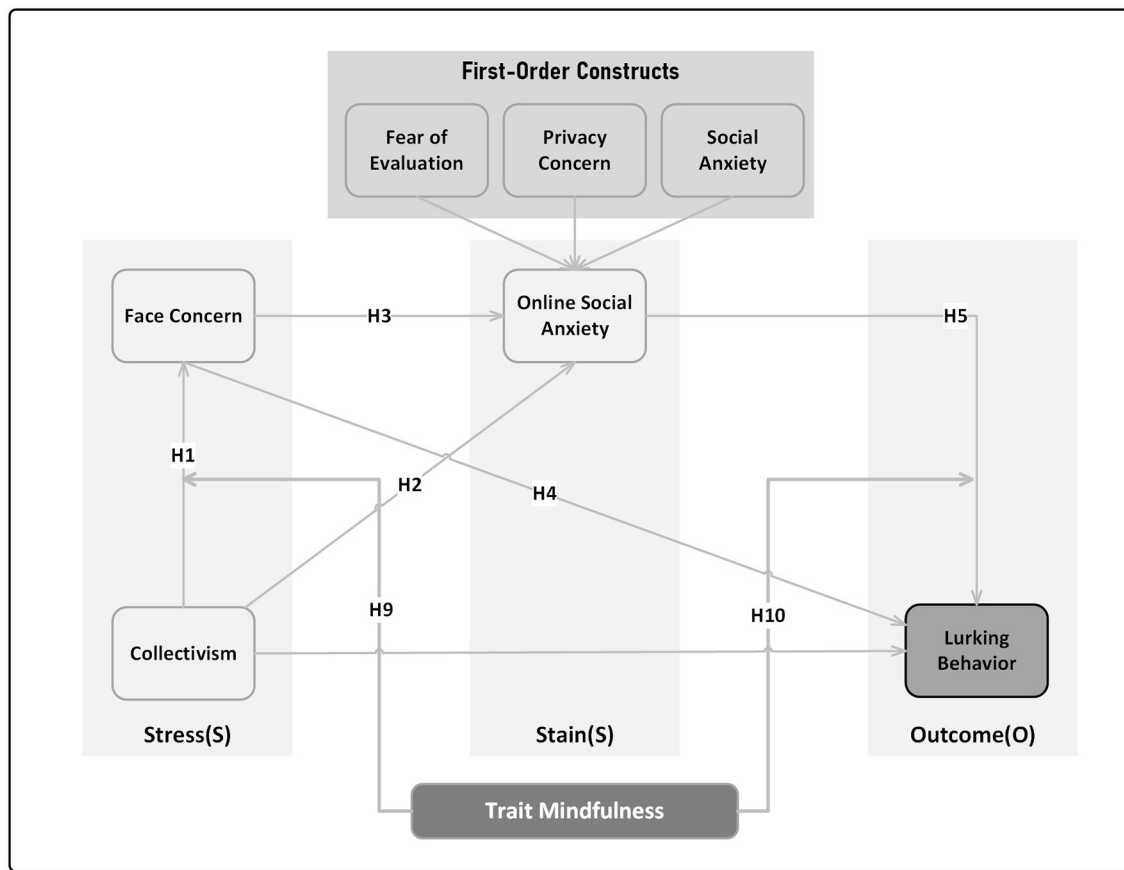 First-Order Constructs
Fear of
Evaluation
Privacy
Concern
Social
Anxiety
Face Concern
H3
Online Social
Anxiety
H5
H1
H2
H4
H9
H10
Collectivism
Lurking
Behavior
Stress(S)
Stain(S)
Outcome(O)
Trait Mindfulness